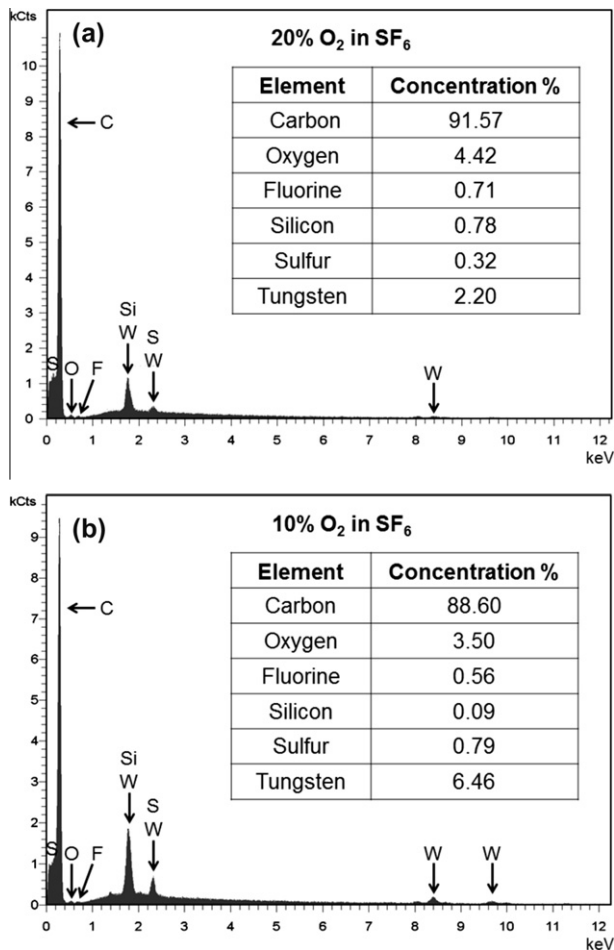 kCts
(a)
20% O₂ in SF₆
Element Concentration %
Carbon 91.57
Oxygen 4.42
Fluorine 0.71
Silicon 0.78
Sulfur 0.32
Tungsten 2.20
10
9
8
7
6
5
4
3
2
1
0
C
S
O
F
Si
W
S
W
W
0 1 2 3 4 5 6 7 8 9 10 11 12
keV
kCts
(b)
10% O₂ in SF₆
Element Concentration %
Carbon 88.60
Oxygen 3.50
Fluorine 0.56
Silicon 0.09
Sulfur 0.79
Tungsten 6.46
9
8
7
6
5
4
3
2
1
0
C
S
O
F
Si
W
S
W
W
W
0 1 2 3 4 5 6 7 8 9 10 11 12
keV